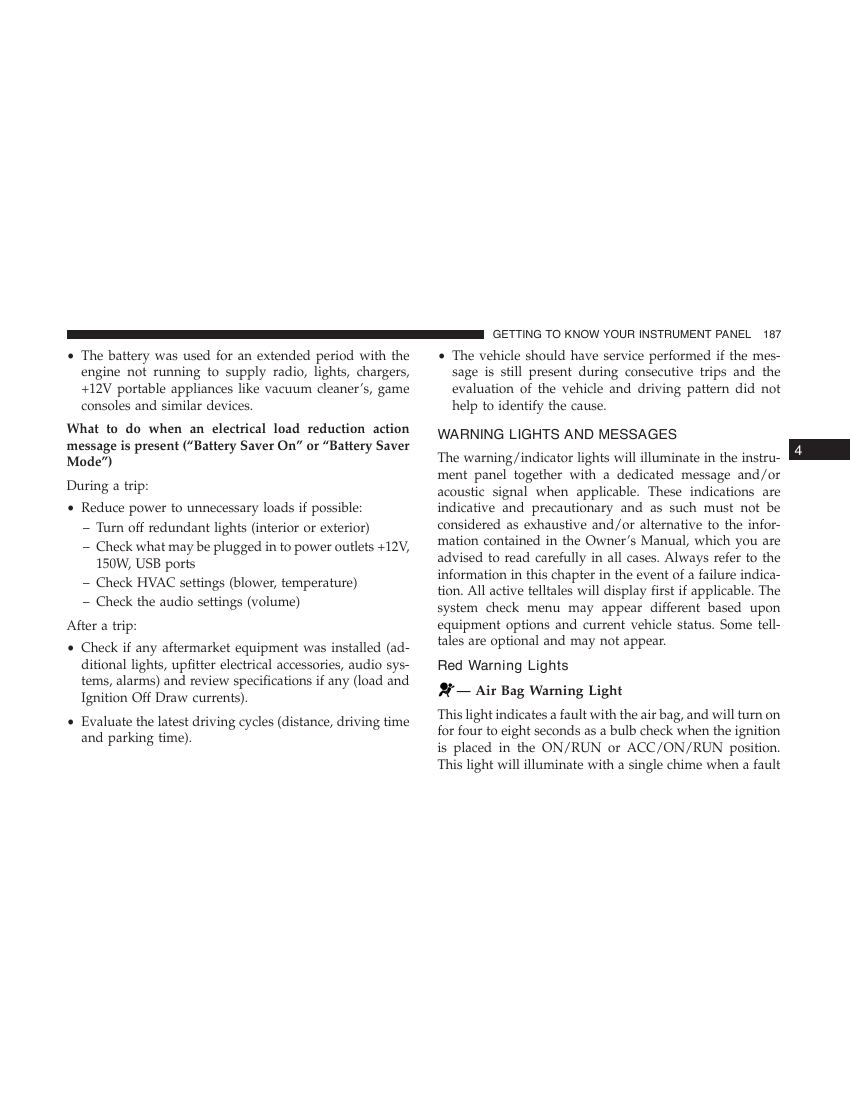 GETTING TO KNOW YOUR INSTRUMENT PANEL 187
• The battery was used for an extended period with the
engine not running to supply radio, lights, chargers,
+12V portable appliances like vacuum cleaner’s, game
consoles and similar devices.
What to do when an electrical load reduction action
message is present (“Battery Saver On” or “Battery Saver
Mode”)
During a trip:
• Reduce power to unnecessary loads if possible:
– Turn off redundant lights (interior or exterior)
– Check what may be plugged in to power outlets +12V,
150W, USB ports
– Check HVAC settings (blower, temperature)
– Check the audio settings (volume)
After a trip:
• Check if any aftermarket equipment was installed (ad-
ditional lights, upfitter electrical accessories, audio sys-
tems, alarms) and review specifications if any (load and
Ignition Off Draw currents).
• Evaluate the latest driving cycles (distance, driving time
and parking time).
• The vehicle should have service performed if the mes-
sage is still present during consecutive trips and the
evaluation of the vehicle and driving pattern did not
help to identify the cause.
WARNING LIGHTS AND MESSAGES
The warning/indicator lights will illuminate in the instru-
ment panel together with a dedicated message and/or
acoustic signal when applicable. These indications are
indicative and precautionary and as such must not be
considered as exhaustive and/or alternative to the infor-
mation contained in the Owner’s Manual, which you are
advised to read carefully in all cases. Always refer to the
information in this chapter in the event of a failure indica-
tion. All active telltales will display first if applicable. The
system check menu may appear different based upon
equipment options and current vehicle status. Some tell-
tales are optional and may not appear.
Red Warning Lights
— Air Bag Warning Light
This light indicates a fault with the air bag, and will turn on
for four to eight seconds as a bulb check when the ignition
is placed in the ON/RUN or ACC/ON/RUN position.
This light will illuminate with a single chime when a fault
4